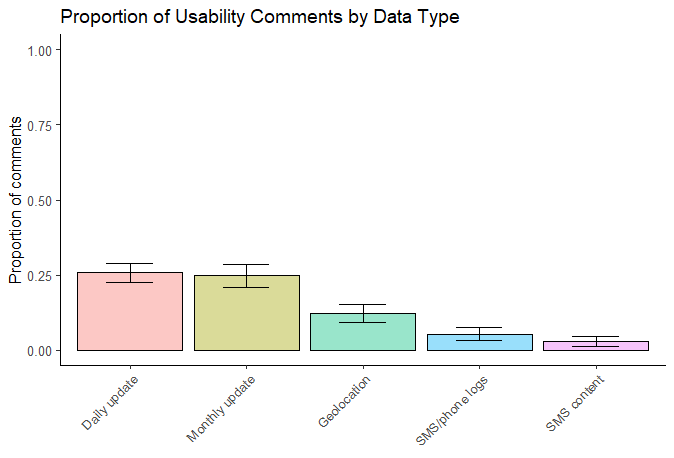 Proportion of Usability Comments by Data Type
Proportion of comments
1.00
0.75
0.50
0.25
0.00
Daily update
Monthly update
Geolocation
SMS/phone logs
SMS content